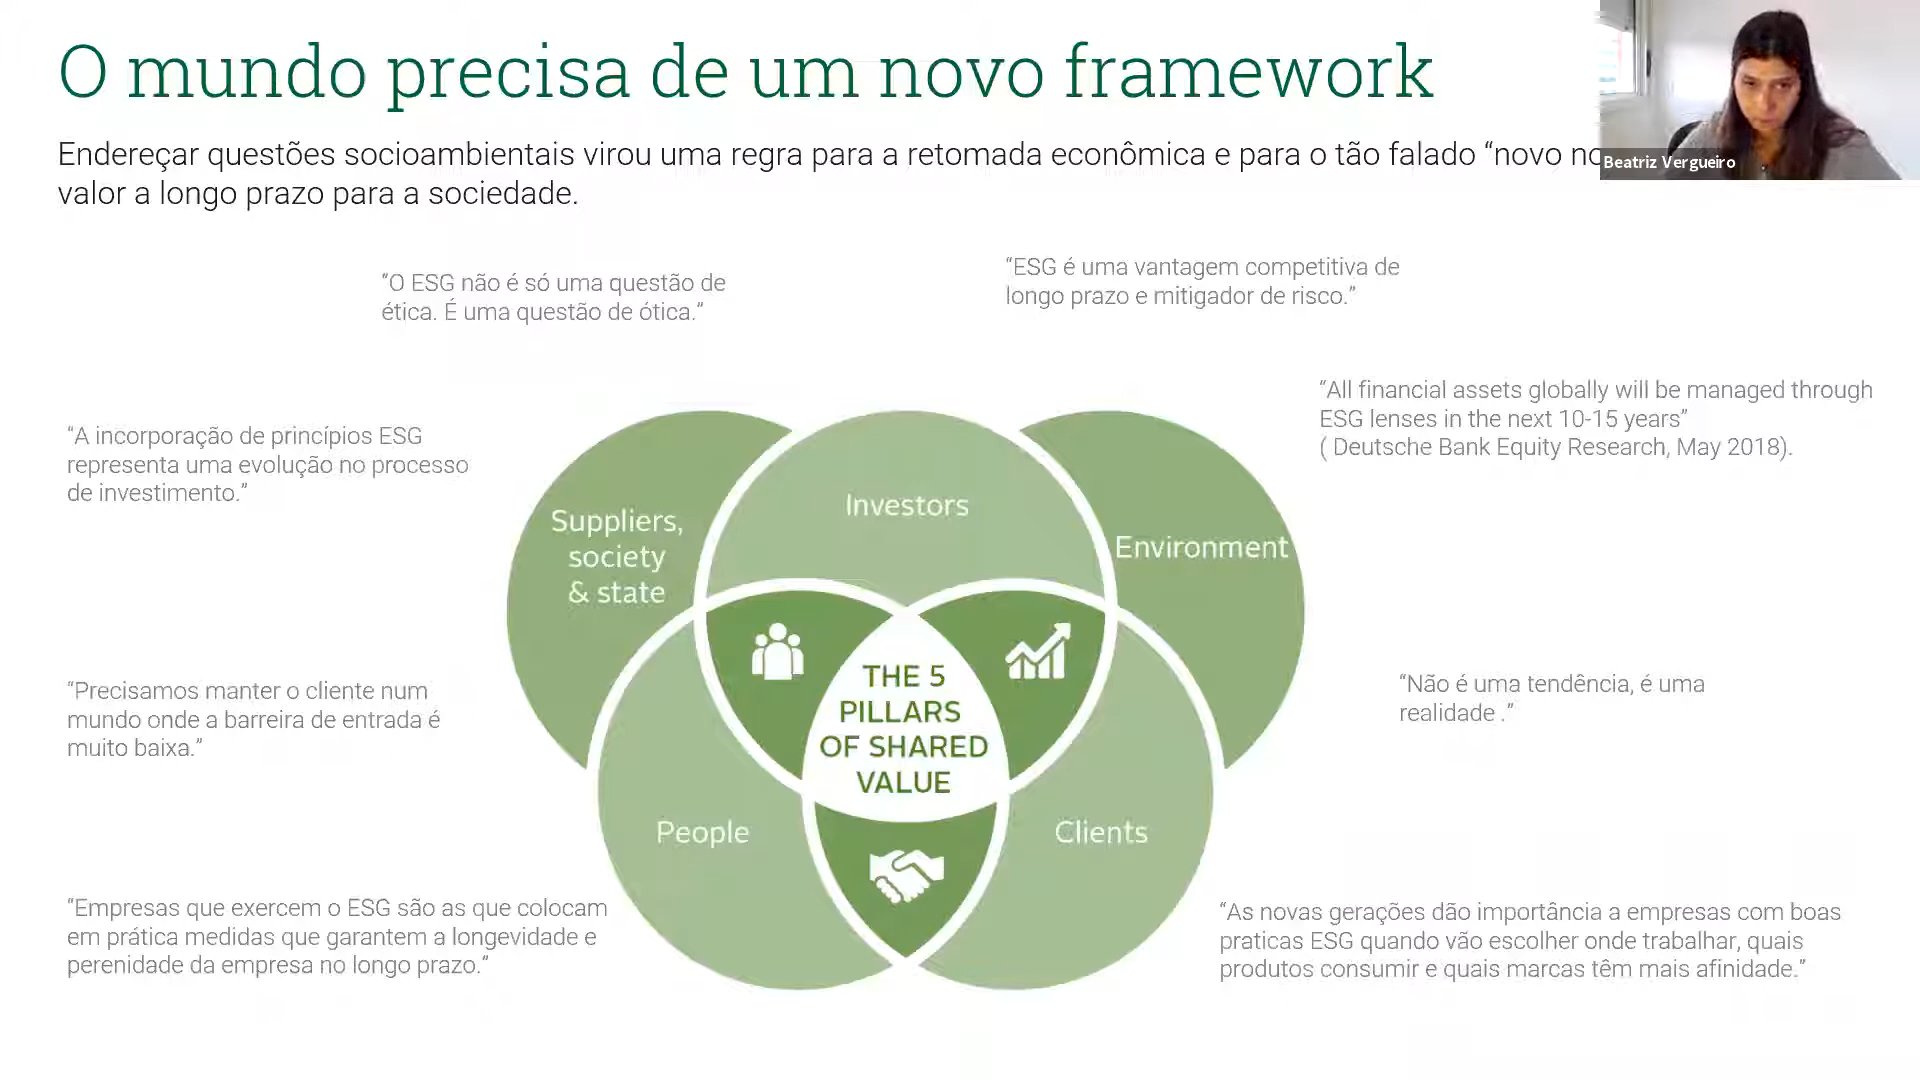 O mundo precisa de um novo framework
Endereçar questões socioambientais virou uma regra para a retomada econômica e para o tão falado “novo
valor a longo prazo para a sociedade.
Beatriz Vergueiro
“O ESG não é só uma questão de
ética. É uma questão de ótica.”
“ESG é uma vantagem competitiva de
longo prazo e mitigador de risco.”
“All financial assets globally will be managed through
ESG lenses in the next 10-15 years”
( Deutsche Bank Equity Research, May 2018).
“A incorporação de princípios ESG
representa uma evolução no processo
de investimento.”
Suppliers,
society
& state
Investors
Environment
THE 5
PILLARS
OF SHARED
VALUE
People
Clients
“Precisamos manter o cliente num
mundo onde a barreira de entrada é
muito baixa.”
“Não é uma tendência, é uma
realidade .”
“Empresas que exercem o ESG são as que colocam
em prática medidas que garantem a longevidade e
perenidade da empresa no longo prazo.”
“As novas gerações dão importância a empresas com boas
praticas ESG quando vão escolher onde trabalhar, quais
produtos consumir e quais marcas têm mais afinidade.”